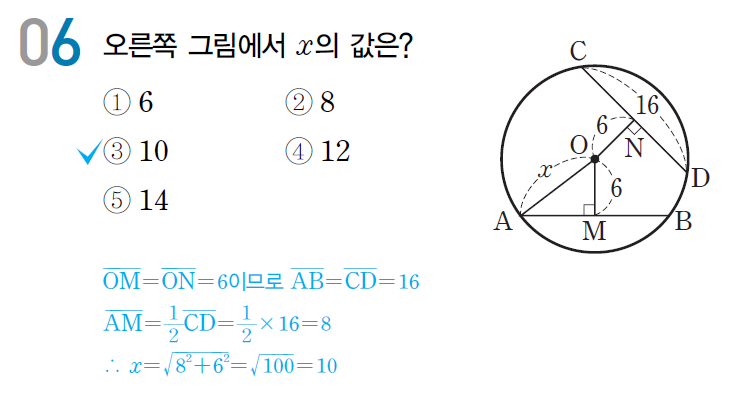 06 오른쪽 그림에서 x의 값은?
① 6 ② 8
③ 10 ④ 12
⑤ 14
C
16
6
O
N
x
D
6
A
M
B
OM=ON=6이므로 AB=CD=16
AM=1/2CD=1/2×16=8
∴ x=√8²+6²=√100=10